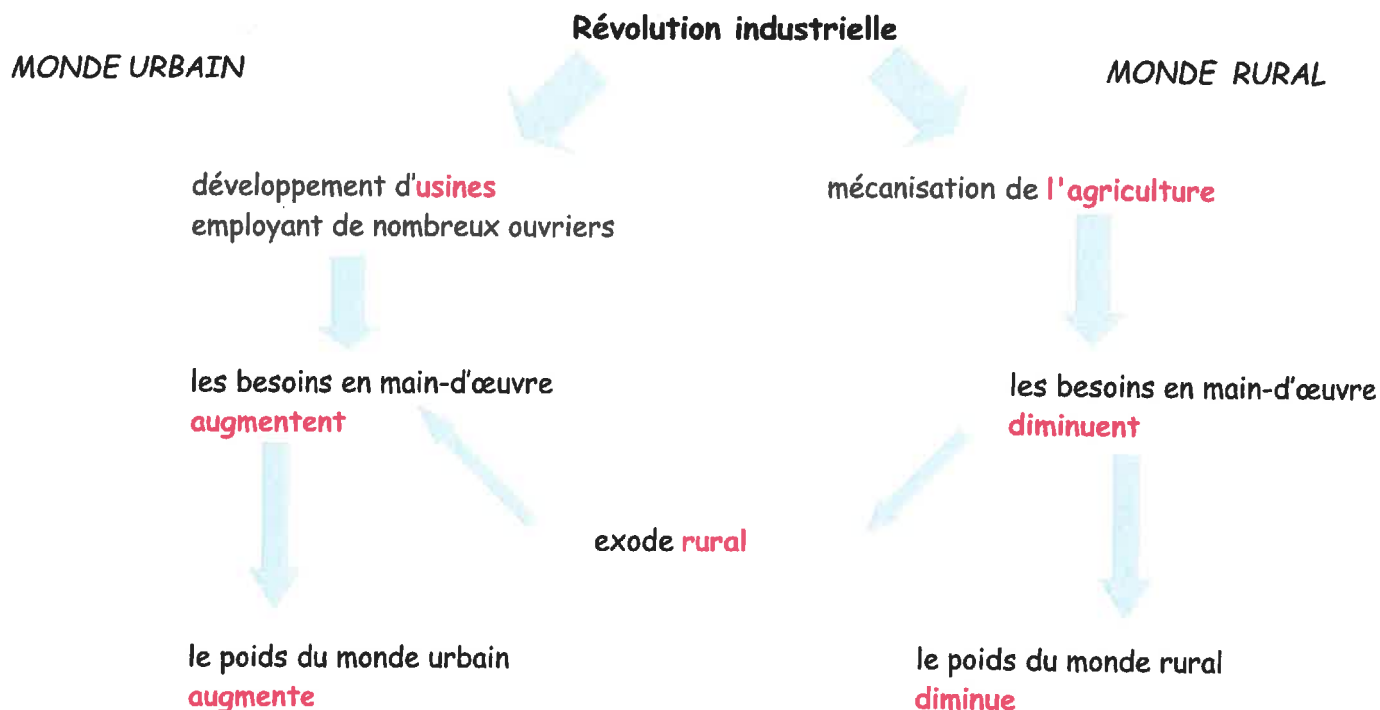 Révolution industrielle
MONDE URBAIN
MONDE RURAL
développement d'usines
employant de nombreux ouvriers
mécanisation de l'agriculture
les besoins en main-d'œuvre
augmentent
les besoins en main-d'œuvre
diminuent
exode rural
le poids du monde urbain
augmente
le poids du monde rural
diminue